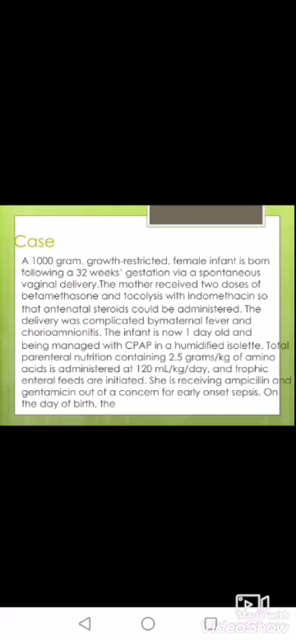 Case
A 1000 gram, growth-restricted, female infant is born
following a 32 weeks' gestation via a spontaneous
vaginal delivery.The mother received two doses of
betamethasone and tocolysis with indomethacin so
that antenatal steroids could be administered. The
delivery was complicated bymaternal fever and
chorioamnionitis. The infant is now 1 day old and
being managed with CPAP in a humidified isolette. Total
parenteral nutrition containing 2.5 grams/kg of amino
acids is administered at 120 mL/kg/day, and trophic
enteral feeds are initiated. She is receiving ampicillin and
gentamicin out of a concern for early onset sepsis. On
the day of birth, the
Made with
VideoShow